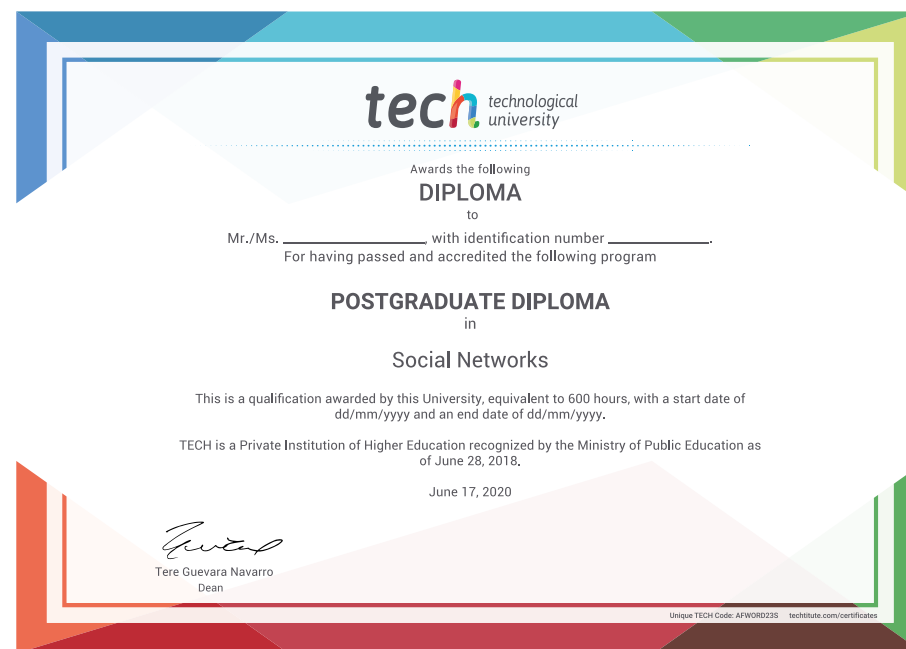 tech technological
university
Awards the following
DIPLOMA
to
Mr./Ms. ____________, with identification number _________.
For having passed and accredited the following program
POSTGRADUATE DIPLOMA
in
Social Networks
This is a qualification awarded by this University, equivalent to 600 hours, with a start date of
dd/mm/yyyy and an end date of dd/mm/yyyy.
TECH is a Private Institution of Higher Education recognized by the Ministry of Public Education as
of June 28, 2018.
June 17, 2020
Tere Guevara Navarro
Dean
Unique TECH Code: AFWORD23S techtitute.com/certificates